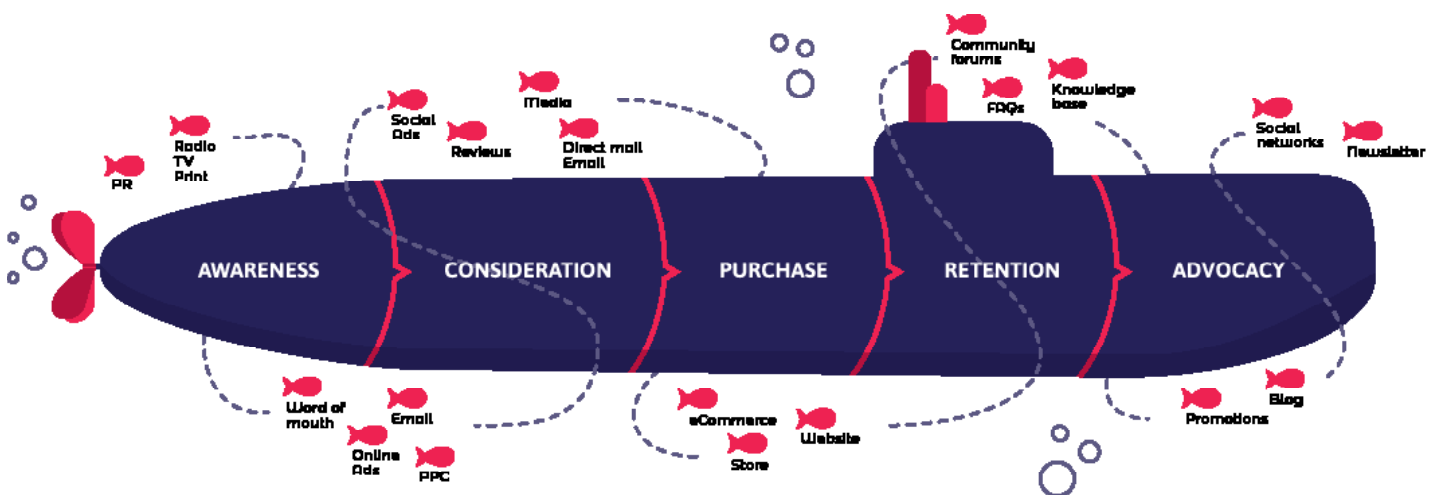 Community
forums
Knowledge
base
FAQs
Media
Social
Ads
Reviews
Direct mail
Email
Radio
TV
Print
PR
Social
networks
Newsletter
AWARENESS
CONSIDERATION
PURCHASE
RETENTION
ADVOCACY
Word of
mouth
Email
Online
Ads
PPC
eCommerce
Website
Store
Promotions
Blog